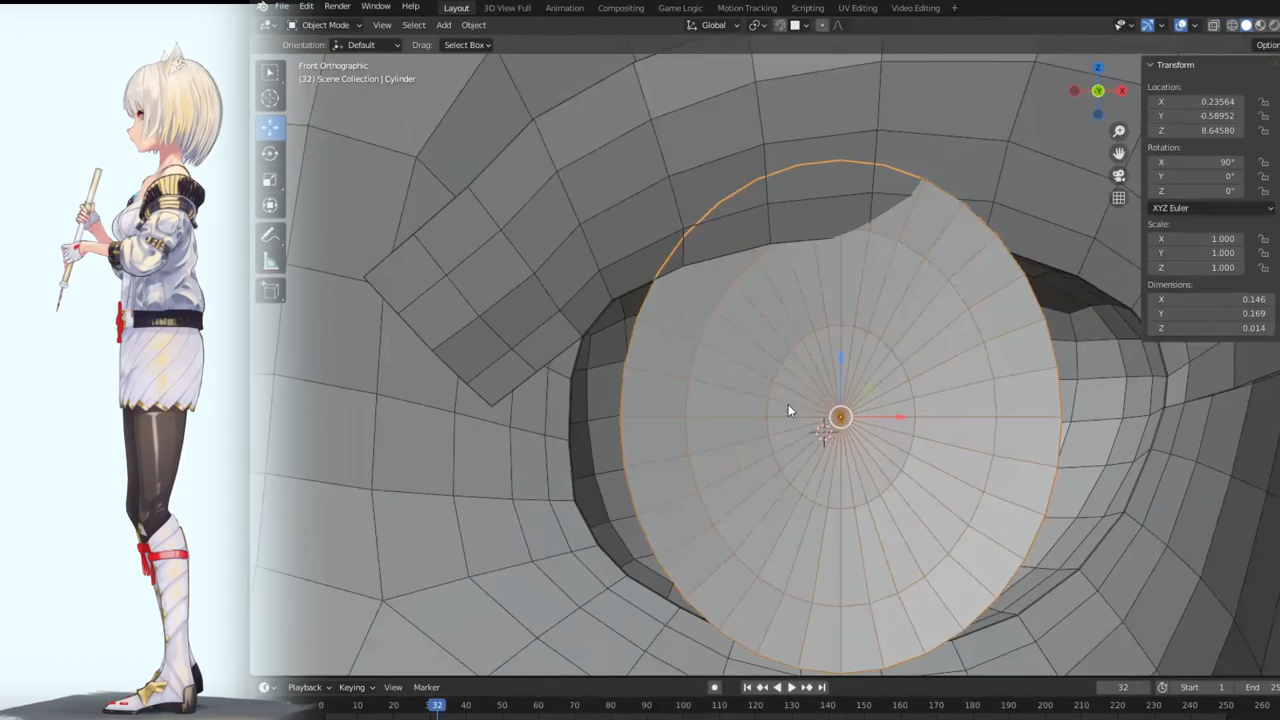 File Edit Render Window Help Layout 3D View Full Animation Compositing Game Logic Motion Tracking Scripting UV Editing Video Editing +
Object Mode View Select Add Object Global
Orientation: Default Drag: Select Box
Front Orthographic
(32) Scene Collection | Cylinder
Z
X
Y
Transform
Location:
X 0.23564
Y -0.58952
Z 8.64580
Rotation:
X 90°
Y 0°
Z 0°
XYZ Euler
Scale:
X 1.000
Y 1.000
Z 1.000
Dimensions:
X 0.146
Y 0.169
Z 0.014
Playback Keying View Marker 32 Start 1 End
0 10 20 32 40 50 60 70 80 90 100 110 120 130 140 150 160 170 180 190 200 210 220 230 240 250 260